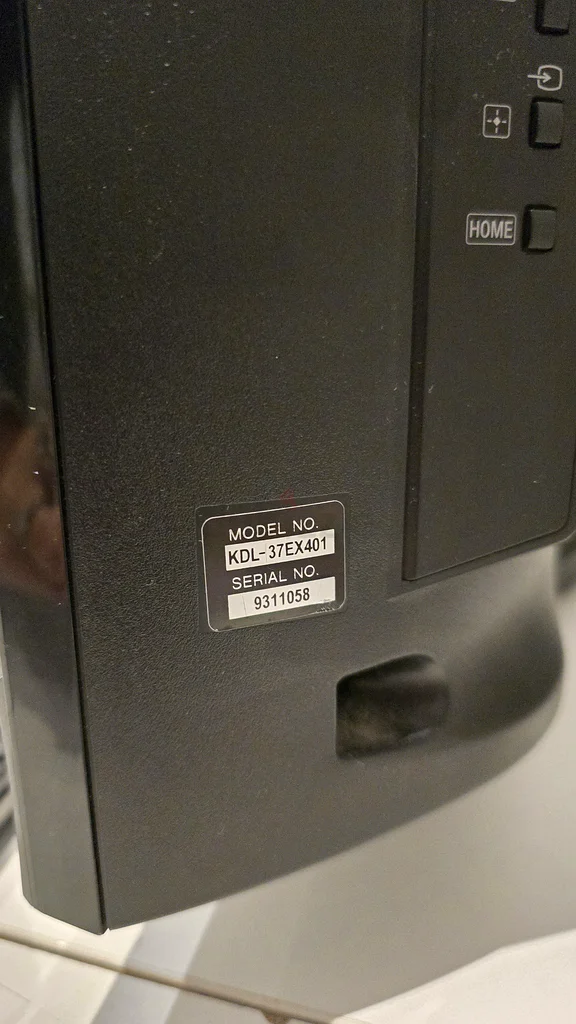 HOME
MODEL NO.
KDL-37EX401
SERIAL NO.
9311058